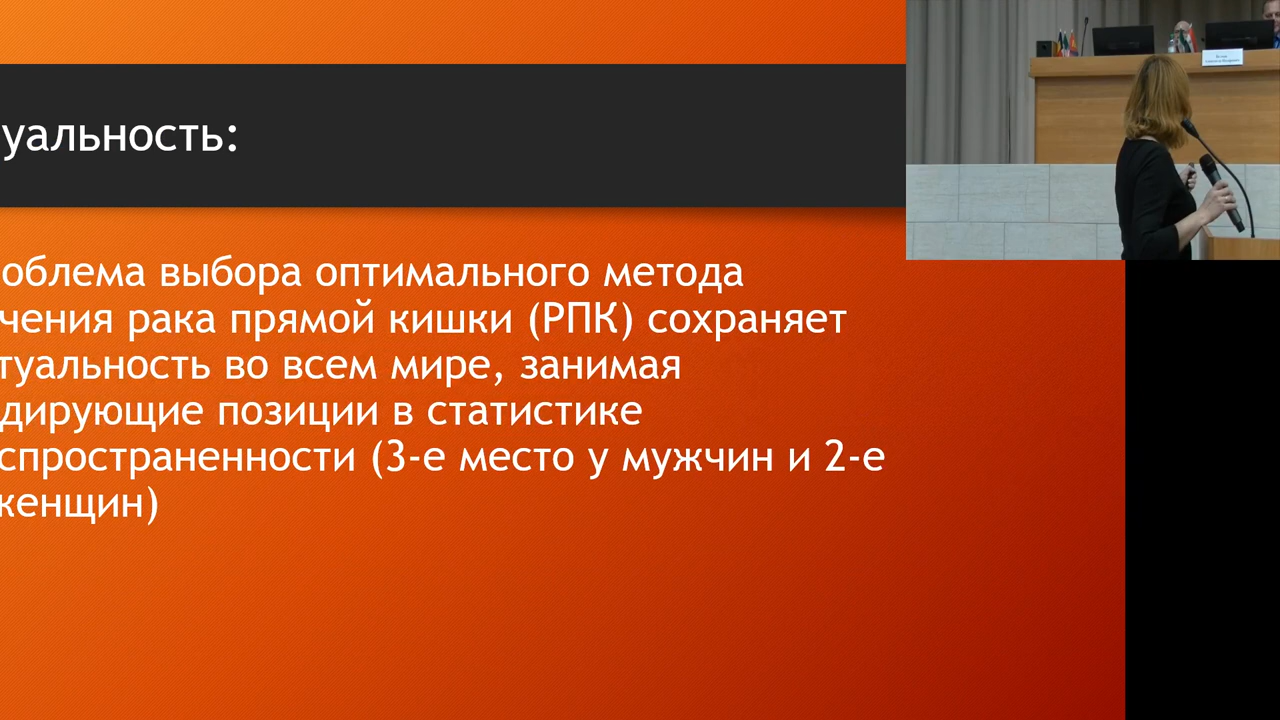 уальность:
облема выбора оптимального метода
чения рака прямой кишки (РПК) сохраняет
туальность во всем мире, занимая
дирующие позиции в статистике
спространенности (3-е место у мужчин и 2-е
женщин)